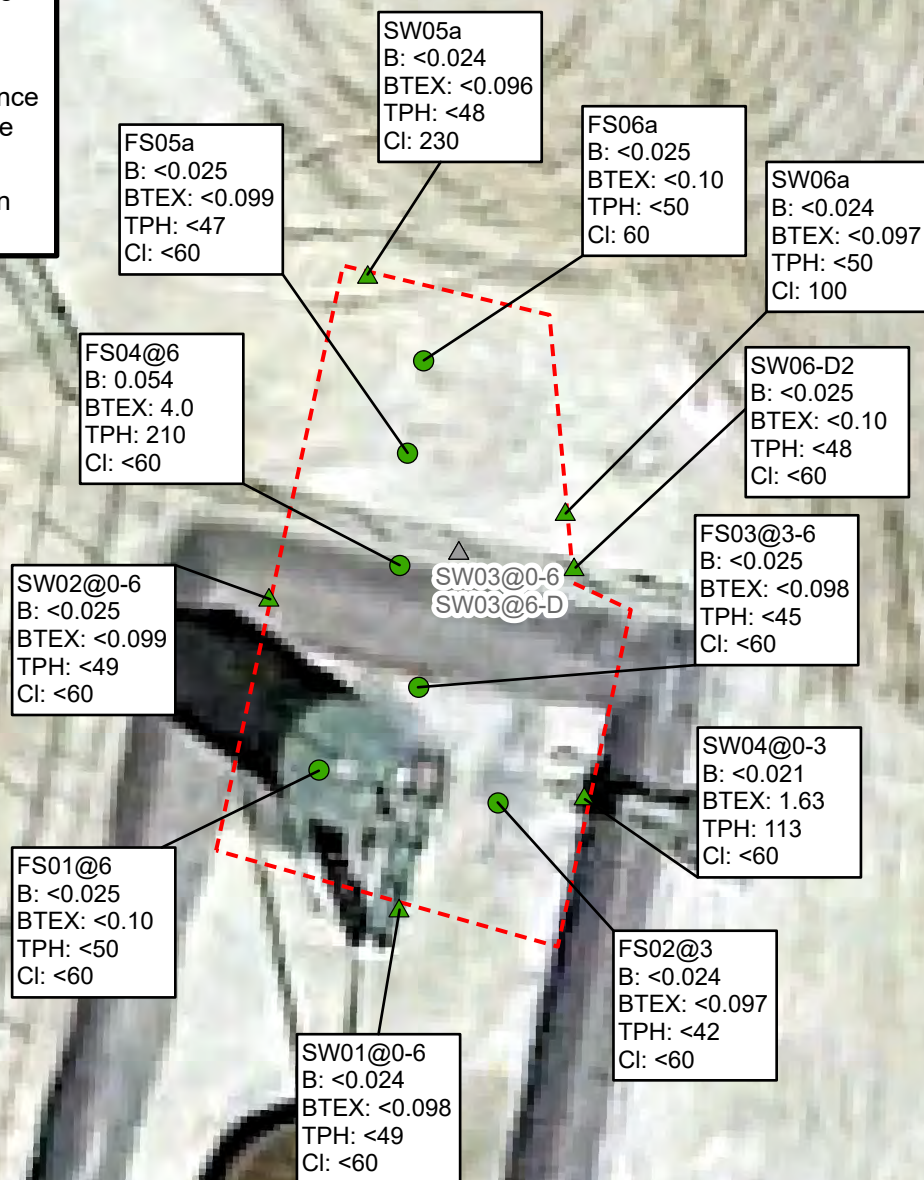 SW05a
B: <0.024
BTEX: <0.096
TPH: <48
Cl: 230
FS05a
B: <0.025
BTEX: <0.099
TPH: <47
Cl: <60
FS06a
B: <0.025
BTEX: <0.10
TPH: <50
Cl: 60
SW06a
B: <0.024
BTEX: <0.097
TPH: <50
Cl: 100
FS04@6
B: 0.054
BTEX: 4.0
TPH: 210
Cl: <60
SW06-D2
B: <0.025
BTEX: <0.10
TPH: <48
Cl: <60
SW03@0-6
SW03@6-D
FS03@3-6
B: <0.025
BTEX: <0.098
TPH: <45
Cl: <60
SW02@0-6
B: <0.025
BTEX: <0.099
TPH: <49
Cl: <60
SW04@0-3
B: <0.021
BTEX: 1.63
TPH: 113
Cl: <60
FS01@6
B: <0.025
BTEX: <0.10
TPH: <50
Cl: <60
FS02@3
B: <0.024
BTEX: <0.097
TPH: <42
Cl: <60
SW01@0-6
B: <0.024
BTEX: <0.098
TPH: <49
Cl: <60